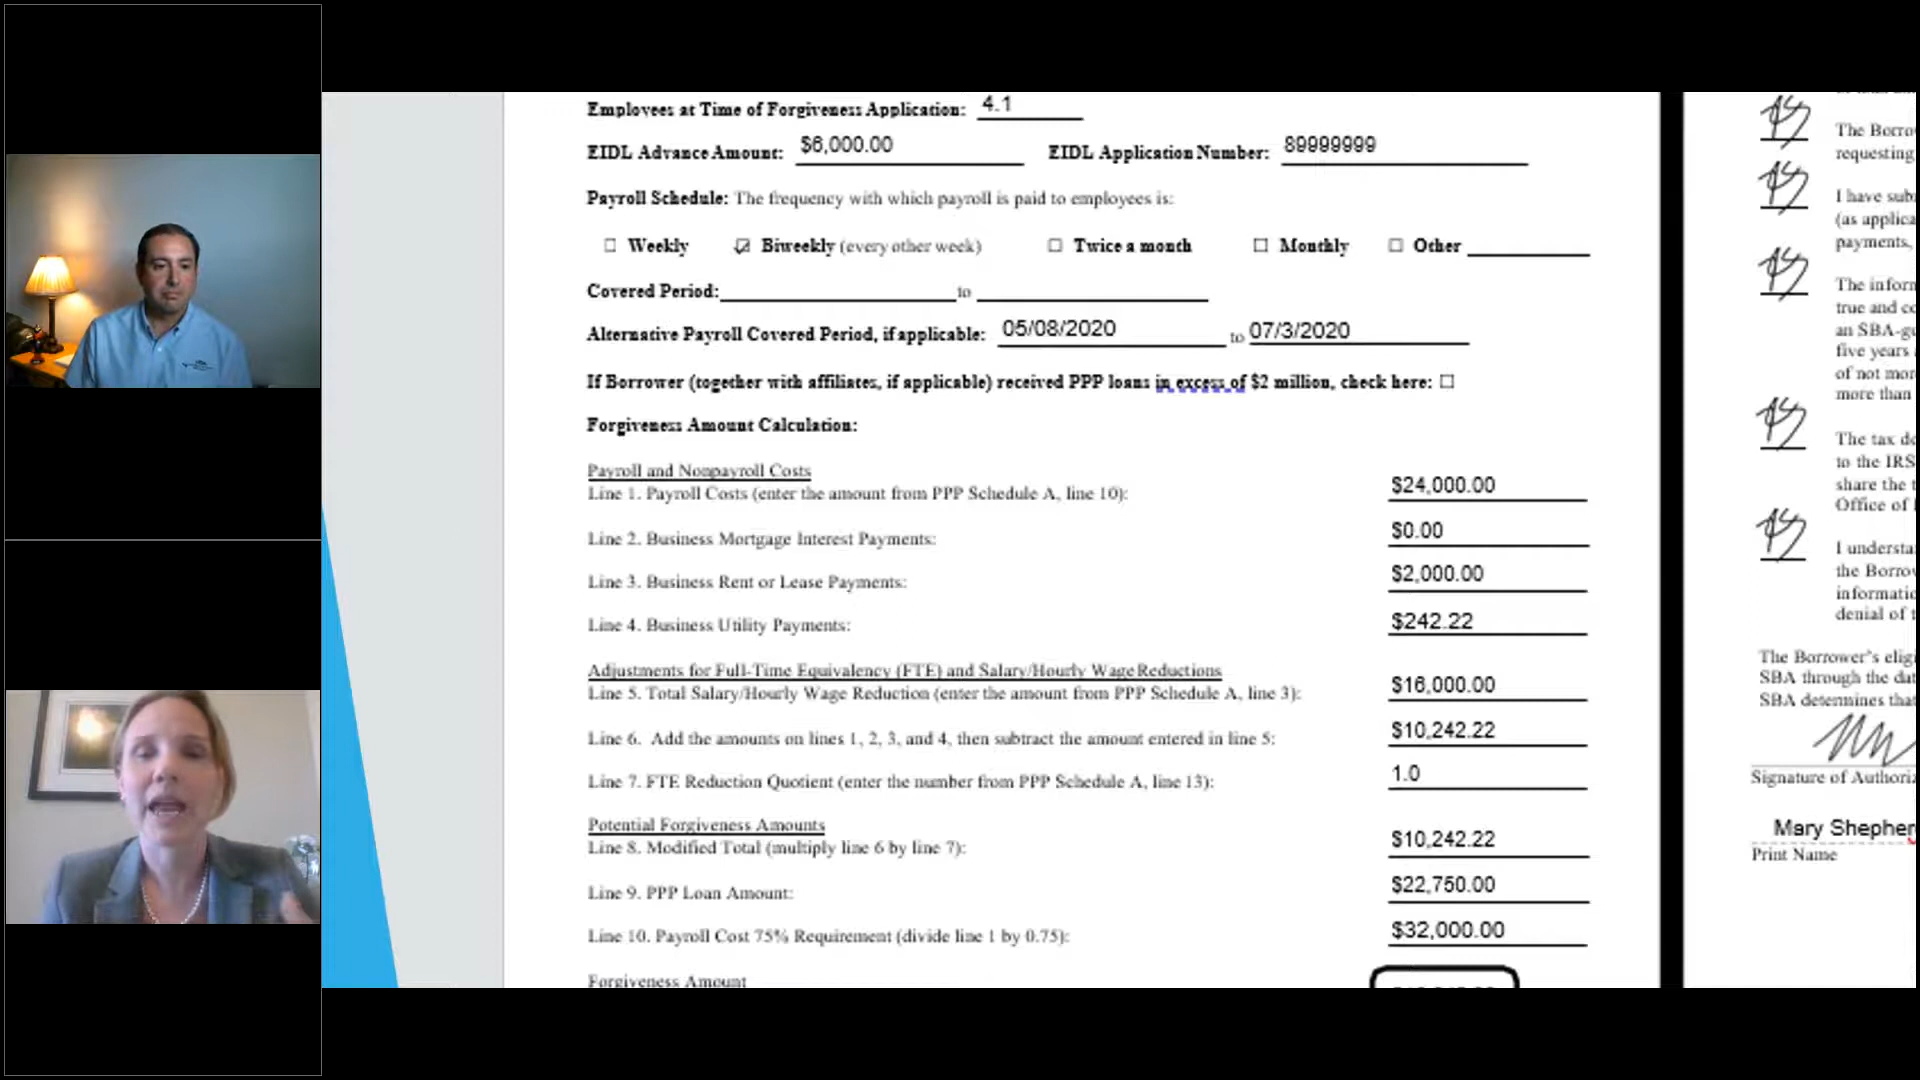 Employees at Time of Forgiveness Application: 4.1
EIDL Advance Amount: $6,000.00 EIDL Application Number: 89999999
Payroll Schedule: The frequency with which payroll is paid to employees is:
☐ Weekly ☑ Biweekly (every other week) ☐ Twice a month ☐ Monthly ☐ Other
Covered Period: to
Alternative Payroll Covered Period, if applicable: 05/08/2020 to 07/3/2020
If Borrower (together with affiliates, if applicable) received PPP loans in excess of $2 million, check here: ☐
Forgiveness Amount Calculation:
Payroll and Nonpayroll Costs
Line 1. Payroll Costs (enter the amount from PPP Schedule A, line 10): $24,000.00
Line 2. Business Mortgage Interest Payments: $0.00
Line 3. Business Rent or Lease Payments: $2,000.00
Line 4. Business Utility Payments: $242.22
Adjustments for Full-Time Equivalency (FTE) and Salary/Hourly Wage Reductions
Line 5. Total Salary/Hourly Wage Reduction (enter the amount from PPP Schedule A, line 3): $16,000.00
Line 6. Add the amounts on lines 1, 2, 3, and 4, then subtract the amount entered in line 5: $10,242.22
Line 7. FTE Reduction Quotient (enter the number from PPP Schedule A, line 13): 1.0
Potential Forgiveness Amounts
Line 8. Modified Total (multiply line 6 by line 7): $10,242.22
Line 9. PPP Loan Amount: $22,750.00
Line 10. Payroll Cost 75% Requirement (divide line 1 by 0.75): $32,000.00
Forgiveness Amount
The Borro
requesting
I have sub
(as applica
payments,
The inforn
true and co
an SBA-gu
five years
of not mor
more than
The tax do
to the IRS
share the t
Office of
I understa
the Borrov
informatio
denial of t
The Borrower's elig
SBA through the dat
SBA determines that
Signature of Authoriz
Mary Shepher
Print Name